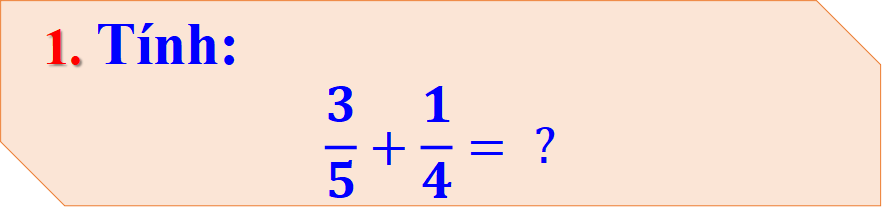 1. Tính:
3/5 + 1/4 = ?